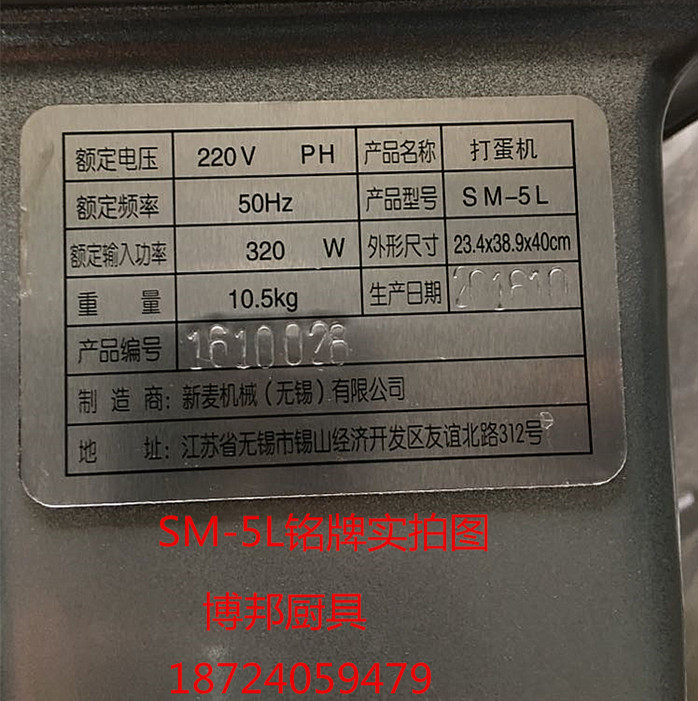 额定电压 220V PH 产品名称 打蛋机
额定频率 50Hz 产品型号 SM-5L
额定输入功率 320 W 外形尺寸 23.4x38.9x40cm
重量 10.5kg 生产日期 201610
产品编号 1610028
制造商: 新麦机械(无锡)有限公司
地址: 江苏省无锡市锡山经济开发区友谊北路312号
SM-5L铭牌实拍图
博邦厨具
18724059479